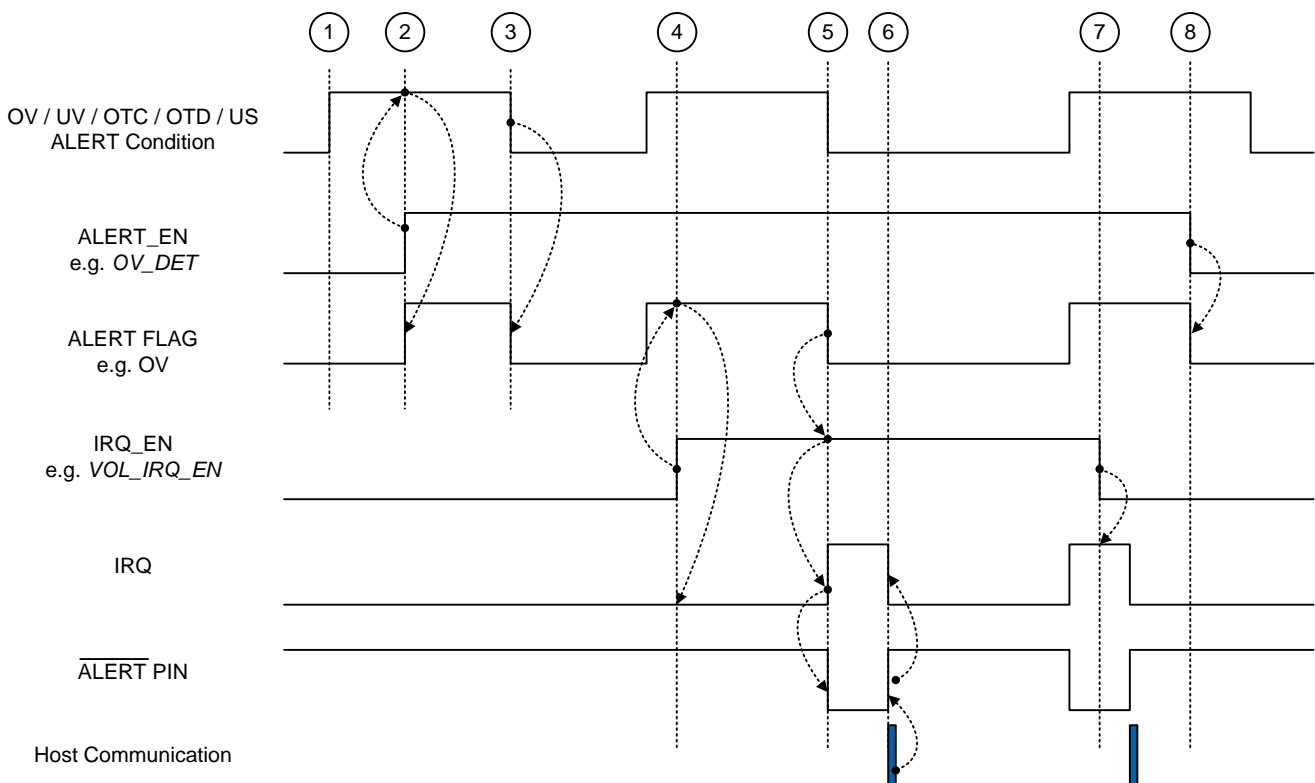 1
2
3
4
5
6
7
8
OV / UV / OTC / OTD / US
ALERT Condition
ALERT_EN
e.g. OV_DET
ALERT FLAG
e.g. OV
IRQ_EN
e.g. VOL_IRQ_EN
IRQ
ALERT PIN
Host Communication